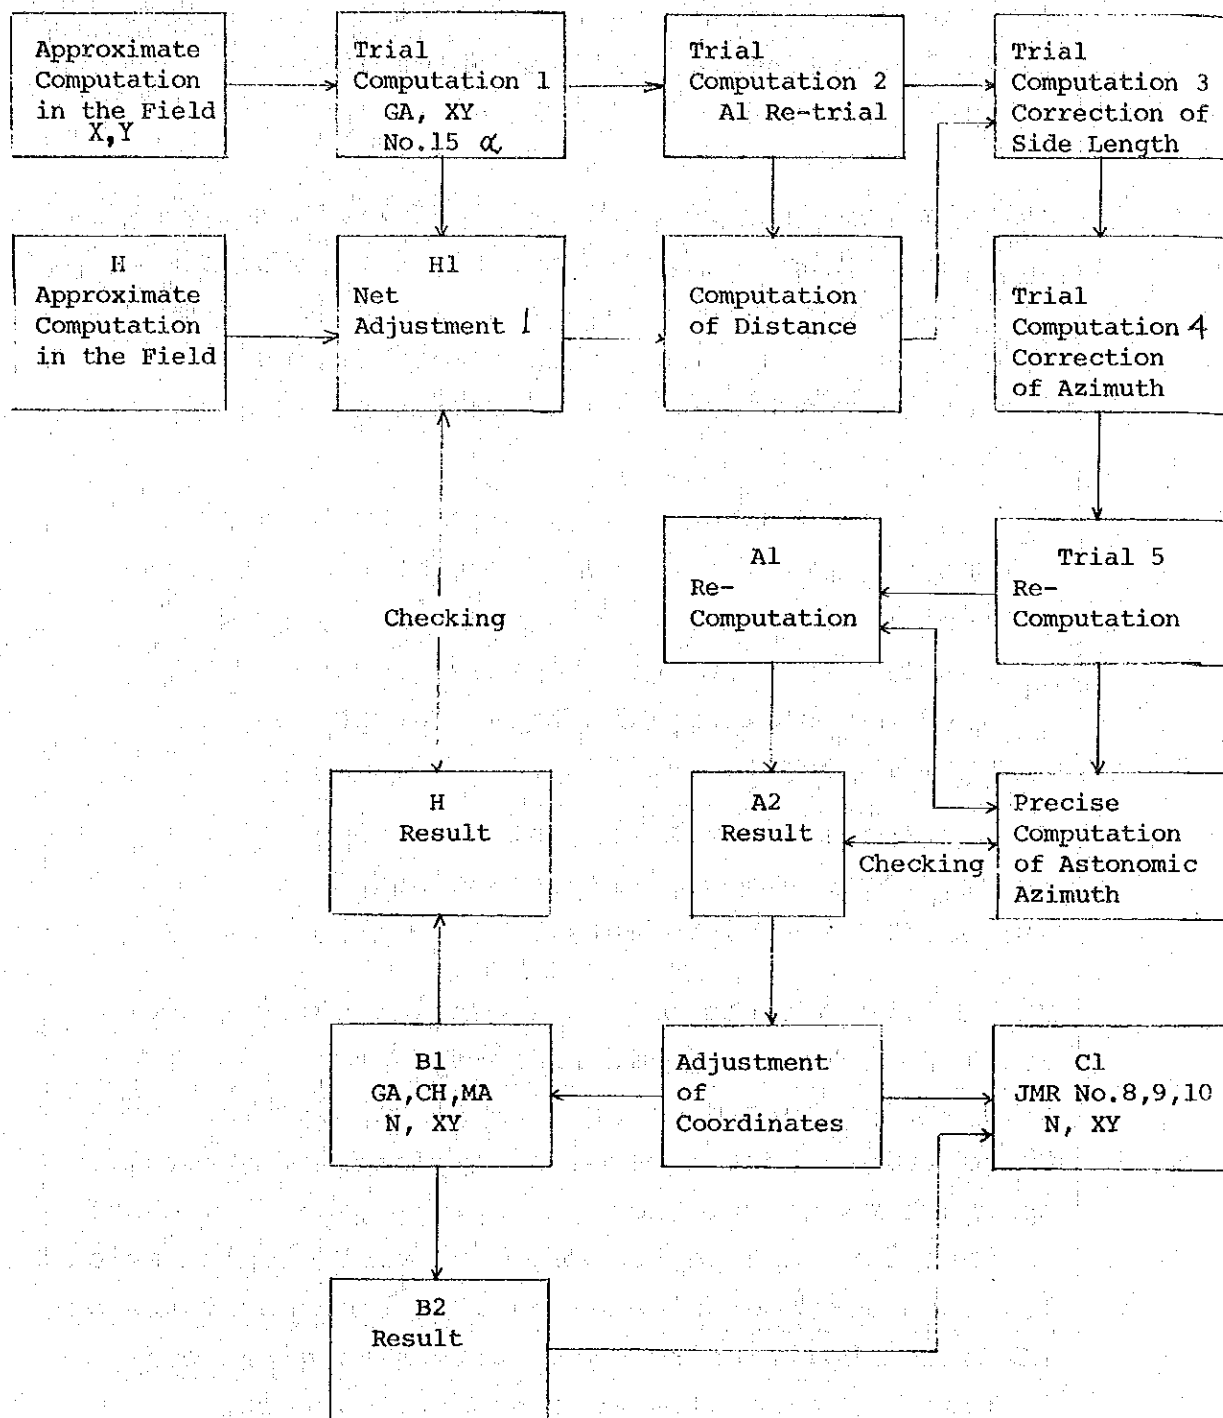 Approximate
Computation
in the Field
X,Y
Trial
Computation 1
GA, XY
No.15 α
Trial
Computation 2
A1 Re-trial
Trial
Computation 3
Correction of
Side Length
H
Approximate
Computation
in the Field
H1
Net
Adjustment 1
Computation
of Distance
Trial
Computation 4
Correction
of Azimuth
A1
Re-
Computation
Trial 5
Re-
Computation
Checking
H
Result
A2
Result
Checking
Precise
Computation
of Astonomic
Azimuth
B1
GA,CH,MA
N, XY
Adjustment
of
Coordinates
C1
JMR No.8,9,10
N, XY
B2
Result